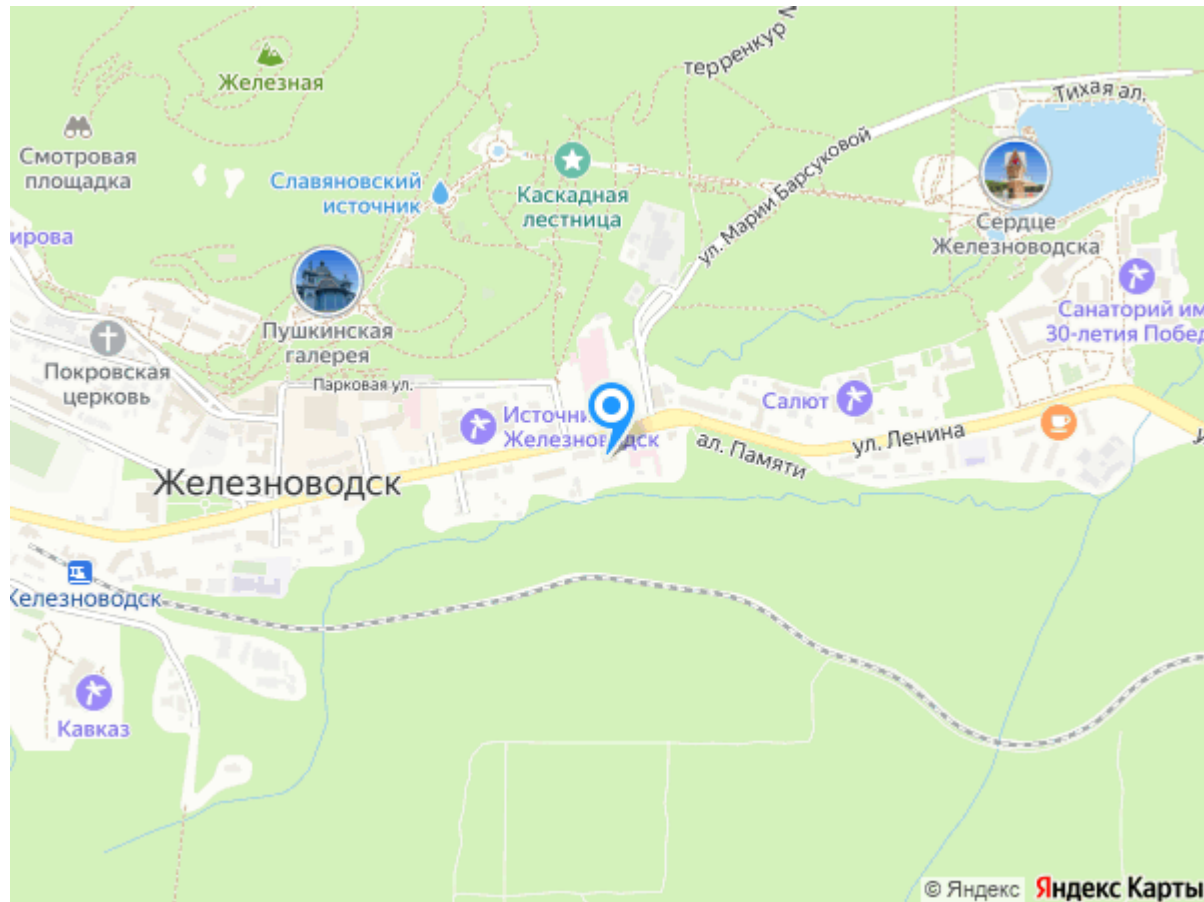 терренкур
Железная
Тихая ал.
Смотровая
площадка
Славяновский
источник
Каскадная
лестница
ул. Марии Барсуковой
Сердце
Железноводска
ирова
Санаторий им
30-летия Побед
Пушкинская
галерея
Покровская
церковь
Парковая ул.
Салют
Источни
Железноводск
ал. Памяти
ул. Ленина
Железноводск
Железноводск
Кавказ
© Яндекс Яндекс Карты